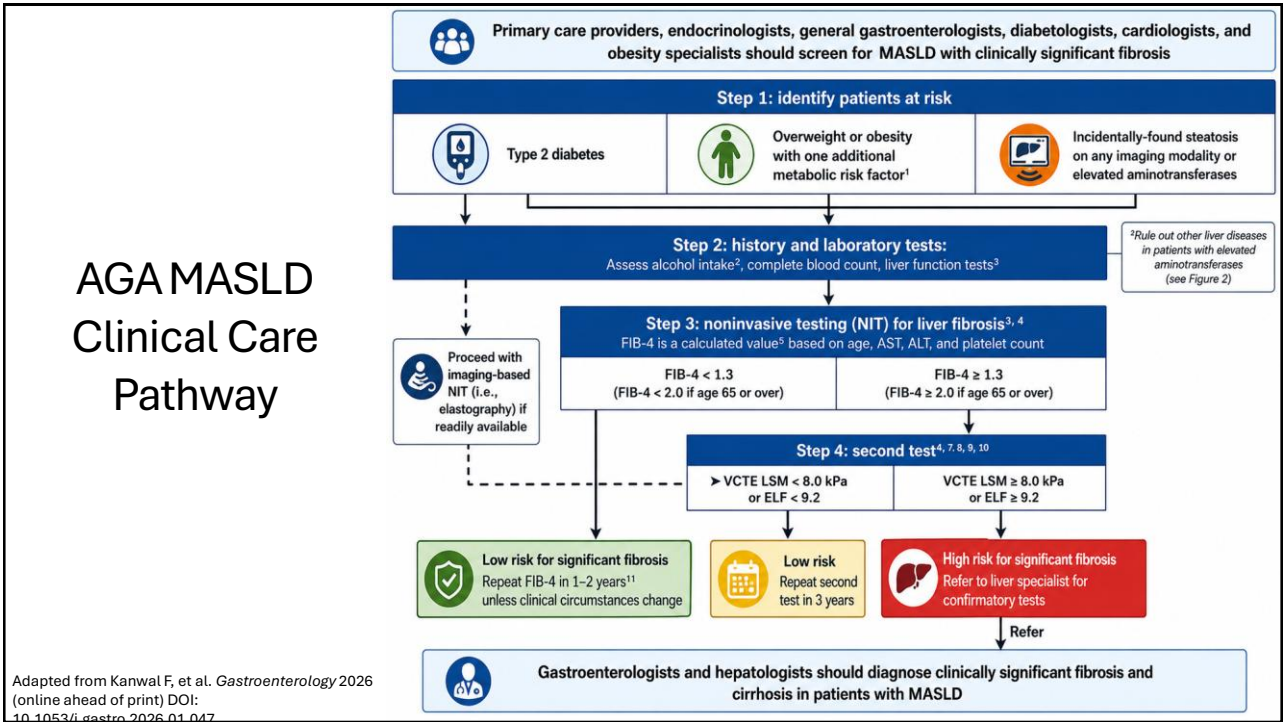 Primary care providers, endocrinologists, general gastroenterologists, diabetologists, cardiologists, and
obesity specialists should screen for MASLD with clinically significant fibrosis
Step 1: identify patients at risk
Type 2 diabetes
Overweight or obesity
with one additional
metabolic risk factor¹
Incidentally-found steatosis
on any imaging modality or
elevated aminotransferases
Step 2: history and laboratory tests:
Assess alcohol intake², complete blood count, liver function tests³
²Rule out other liver diseases
in patients with elevated
aminotransferases
(see Figure 2)
AGA MASLD
Clinical Care
Pathway
Step 3: noninvasive testing (NIT) for liver fibrosis³, ⁴
FIB-4 is a calculated value⁵ based on age, AST, ALT, and platelet count
FIB-4 < 1.3
(FIB-4 < 2.0 if age 65 or over)
FIB-4 ≥ 1.3
(FIB-4 ≥ 2.0 if age 65 or over)
Proceed with
imaging-based
NIT (i.e.,
elastography) if
readily available
Step 4: second test⁴, ⁷, ⁸, ⁹, ¹⁰
➤ VCTE LSM < 8.0 kPa
or ELF < 9.2
VCTE LSM ≥ 8.0 kPa
or ELF ≥ 9.2
Low risk for significant fibrosis
Repeat FIB-4 in 1–2 years¹¹
unless clinical circumstances change
Low risk
Repeat second
test in 3 years
High risk for significant fibrosis
Refer to liver specialist for
confirmatory tests
Refer
Gastroenterologists and hepatologists should diagnose clinically significant fibrosis and
cirrhosis in patients with MASLD
Adapted from Kanwal F, et al. Gastroenterology 2026
(online ahead of print) DOI:
10.1053/j.gastro.2026.01.047